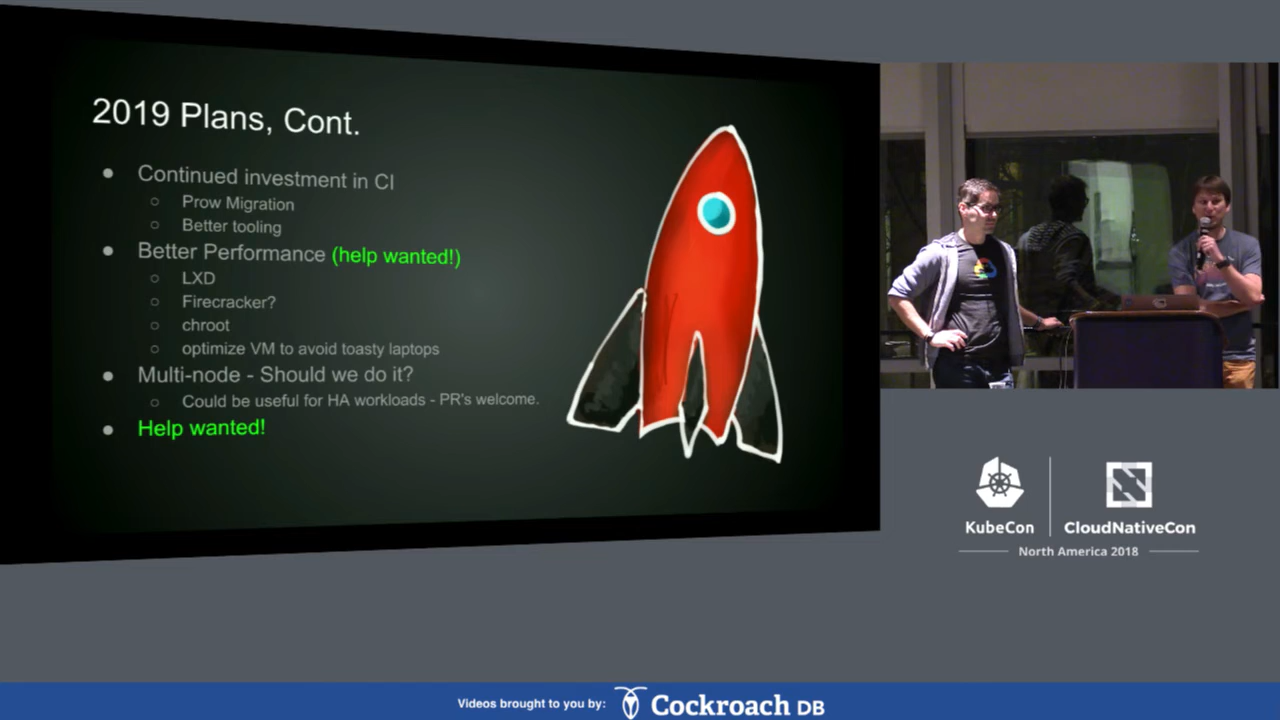 2019 Plans, Cont.
Continued investment in CI
Prow Migration
Better tooling
Better Performance (help wanted!)
LXD
Firecracker?
chroot
optimize VM to avoid toasty laptops
Multi-node - Should we do it?
Could be useful for HA workloads - PR's welcome.
Help wanted!
KubeCon
CloudNativeCon
North America 2018
Videos brought to you by: Cockroach DB